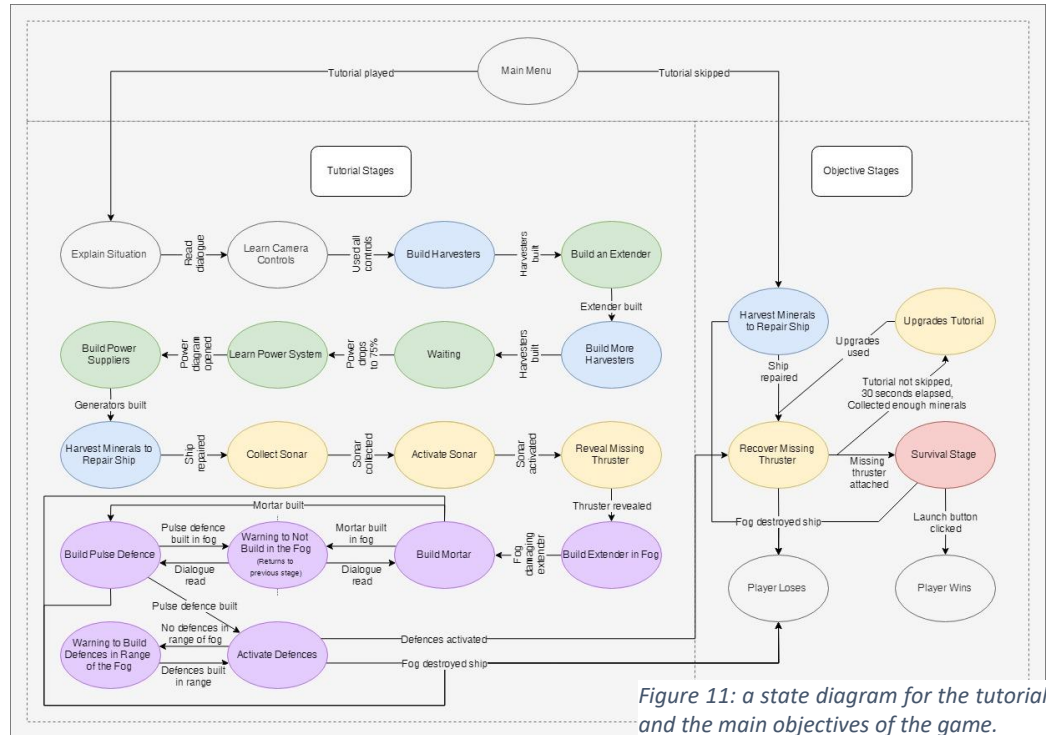 Main Menu
Tutorial played
Tutorial skipped
Tutorial Stages
Objective Stages
Explain Situation
Read
dialogue
Learn Camera
Controls
Used all
controls
Build Harvesters
Harvesters
built
Build an Extender
Extender built
Build Power
Suppliers
Power
diagram
opened
Learn Power System
Power
drops
to 75%
Waiting
Harvesters
built
Build More
Harvesters
Generators built
Harvest Minerals to
Repair Ship
Ship
repaired
Collect Sonar
Sonar
collected
Activate Sonar
Sonar
activated
Reveal Missing
Thruster
Thruster revealed
Mortar built
Build Pulse Defence
Pulse defence
built in fog
Dialogue read
Warning to Not
Build in the Fog
(Returns to
previous stage)
Mortar built
in fog
Dialogue read
Build Mortar
Fog
damaging
extender
Build Extender in Fog
Pulse defence built
No defences in
range of fog
Warning to Build
Defences in Range
of the Fog
Defences built
in range
Activate Defences
Defences activated
Fog destroyed ship
Harvest Minerals
to Repair Ship
Upgrades Tutorial
Upgrades
used
Ship
repaired
Tutorial not skipped,
30 seconds elapsed,
Collected enough minerals
Recover Missing
Thruster
Missing
thruster
attached
Survival Stage
Fog destroyed ship
Launch button
clicked
Player Loses
Player Wins
Figure 11: a state diagram for the tutorial
and the main objectives of the game.